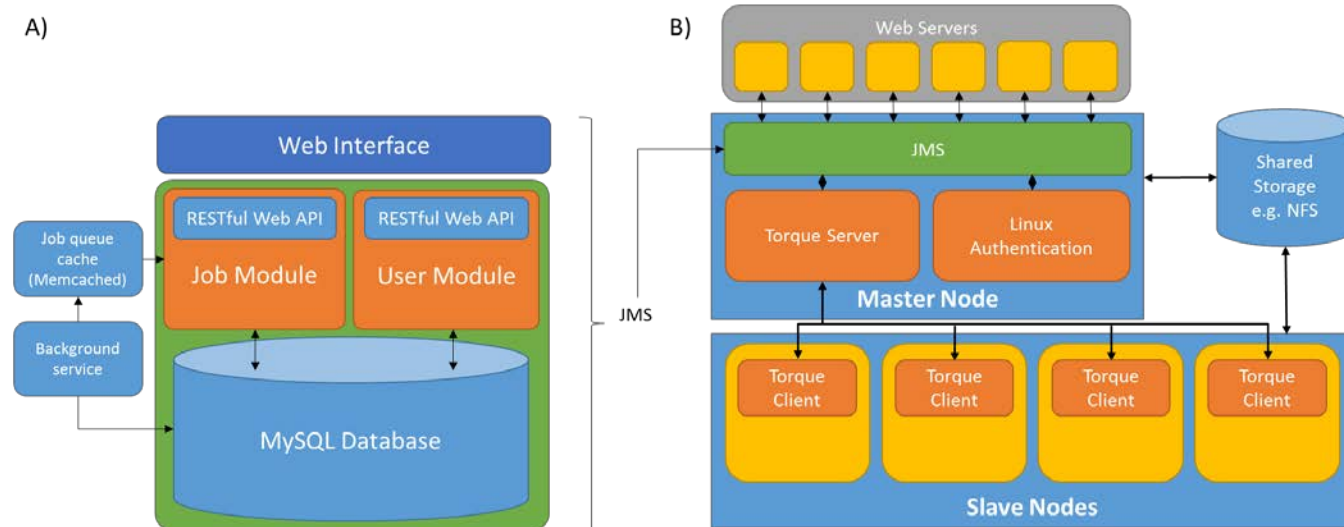 A)
Web Interface
RESTful Web API
RESTful Web API
Job Module
User Module
Job queue
cache
(Memcached)
Background
service
MySQL Database
JMS
B)
Web Servers
JMS
Torque Server
Linux
Authentication
Master Node
Shared
Storage
e.g. NFS
Torque
Client
Torque
Client
Torque
Client
Torque
Client
Slave Nodes